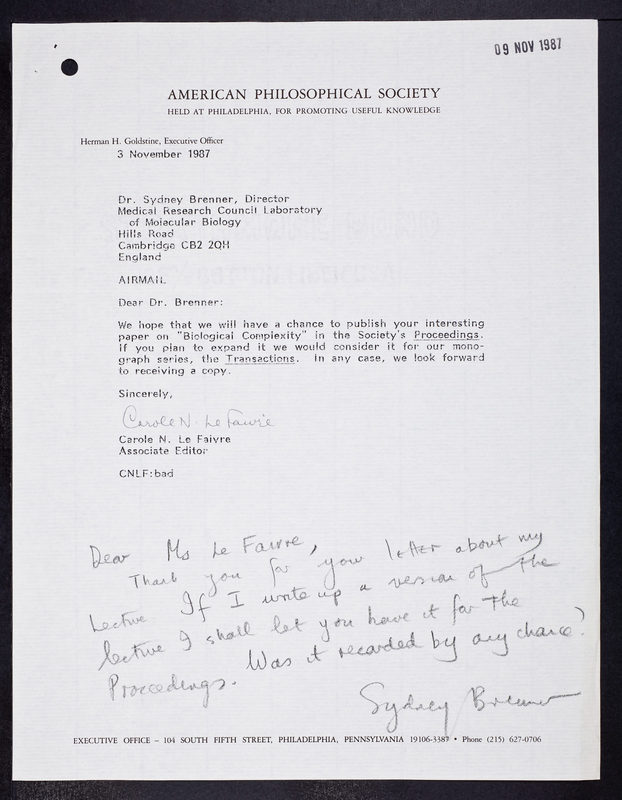 09 NOV 1987
AMERICAN PHILOSOPHICAL SOCIETY
HELD AT PHILADELPHIA, FOR PROMOTING USEFUL KNOWLEDGE
Herman H. Goldstine, Executive Officer
3 November 1987
Dr. Sydney Brenner, Director
Medical Research Council Laboratory
of Molecular Biology
Hills Road
Cambridge CB2 2QH
England
AIRMAIL
Dear Dr. Brenner:
We hope that we will have a chance to publish your interesting
paper on "Biological Complexity" in the Society's Proceedings.
If you plan to expand it we would consider it for our mono-
graph series, the Transactions. In any case, we look forward
to receiving a copy.
Sincerely,
Carole N. Le Faivre
Carole N. Le Faivre
Associate Editor
CNLF:bad
Dear Ms Le Faivre,
Thank you for your letter about my
Lecture If I write up a version of the
lecture I shall let you have it for the
Proceedings. Was it recorded by any chance?
Sydney Brenner
EXECUTIVE OFFICE – 104 SOUTH FIFTH STREET, PHILADELPHIA, PENNSYLVANIA 19106-3387 • Phone (215) 627-0706